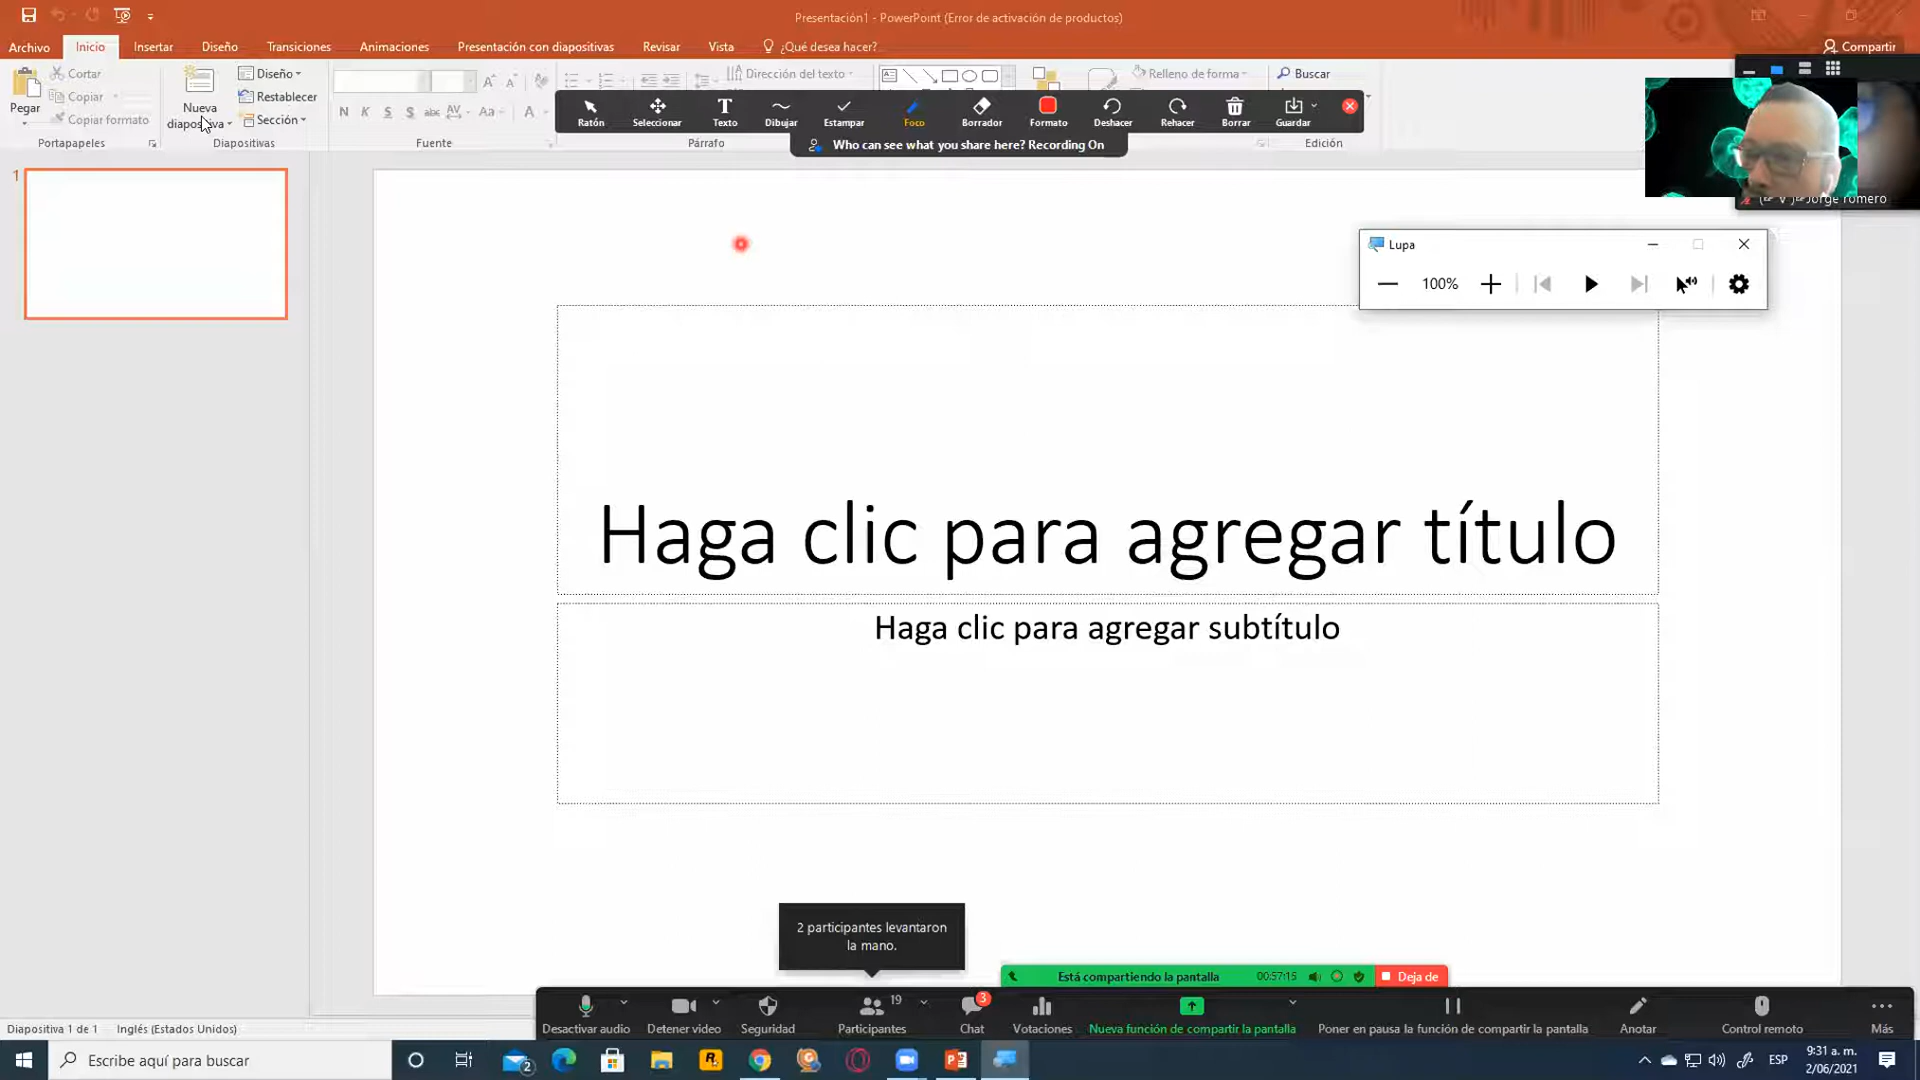 Presentación1 - PowerPoint (Error de activación de productos)
Archivo Inicio Insertar Diseño Transiciones Animaciones Presentación con diapositivas Revisar Vista ¿Qué desea hacer? Compartir
Pegar
Cortar
Copiar
Copiar formato
Portapapeles
Nueva
diapositiva
Diseño
Restablecer
Sección
Diapositivas
N K S S abc AV Aa A
Fuente
Dirección del texto
Párrafo
Relleno de forma
Buscar
Edición
Ratón Seleccionar Texto Dibujar Estampar Foco Borrador Formato Deshacer Rehacer Borrar Guardar
Who can see what you share here? Recording On
Jorge romero
Lupa
100%
1
Haga clic para agregar título
Haga clic para agregar subtítulo
2 participantes levantaron
la mano.
Está compartiendo la pantalla 00:57:15 Deja de
19
3
Desactivar audio Detener video Seguridad Participantes Chat Votaciones Nueva función de compartir la pantalla Poner en pausa la función de compartir la pantalla Anotar Control remoto Más
Diapositiva 1 de 1 Inglés (Estados Unidos)
Escribe aquí para buscar
2
ESP
9:31 a. m.
2/06/2021